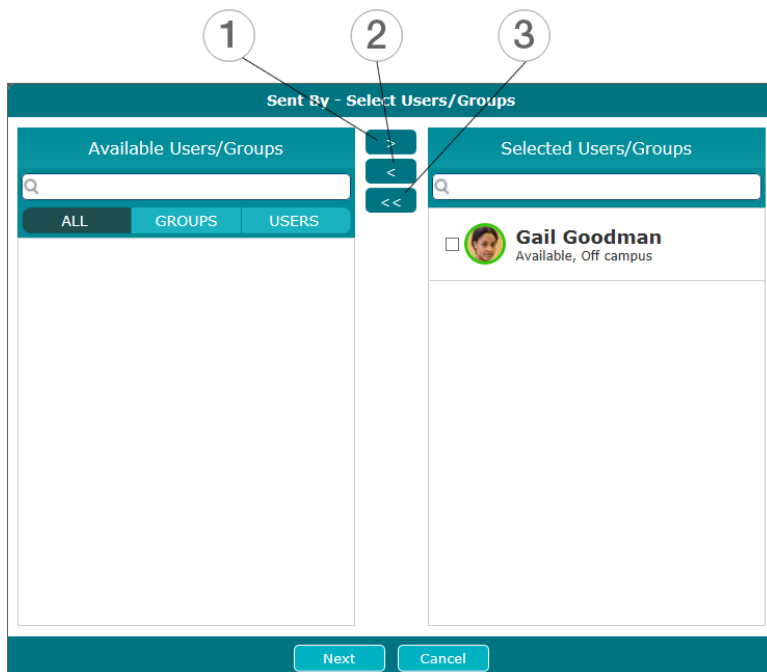 1 2 3
Sent By - Select Users/Groups
Available Users/Groups
ALL GROUPS USERS
>
<
<<
Selected Users/Groups
Gail Goodman
Available, Off campus
Next Cancel